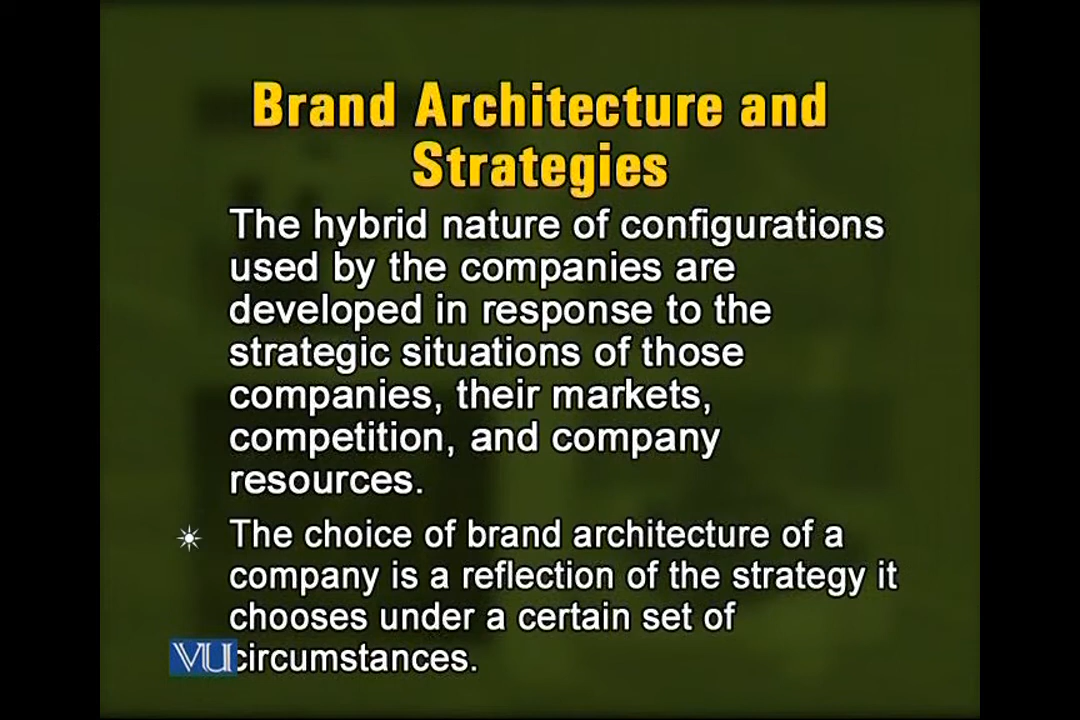 Brand Architecture and
Strategies
The hybrid nature of configurations
used by the companies are
developed in response to the
strategic situations of those
companies, their markets,
competition, and company
resources.
The choice of brand architecture of a
company is a reflection of the strategy it
chooses under a certain set of
VU circumstances.